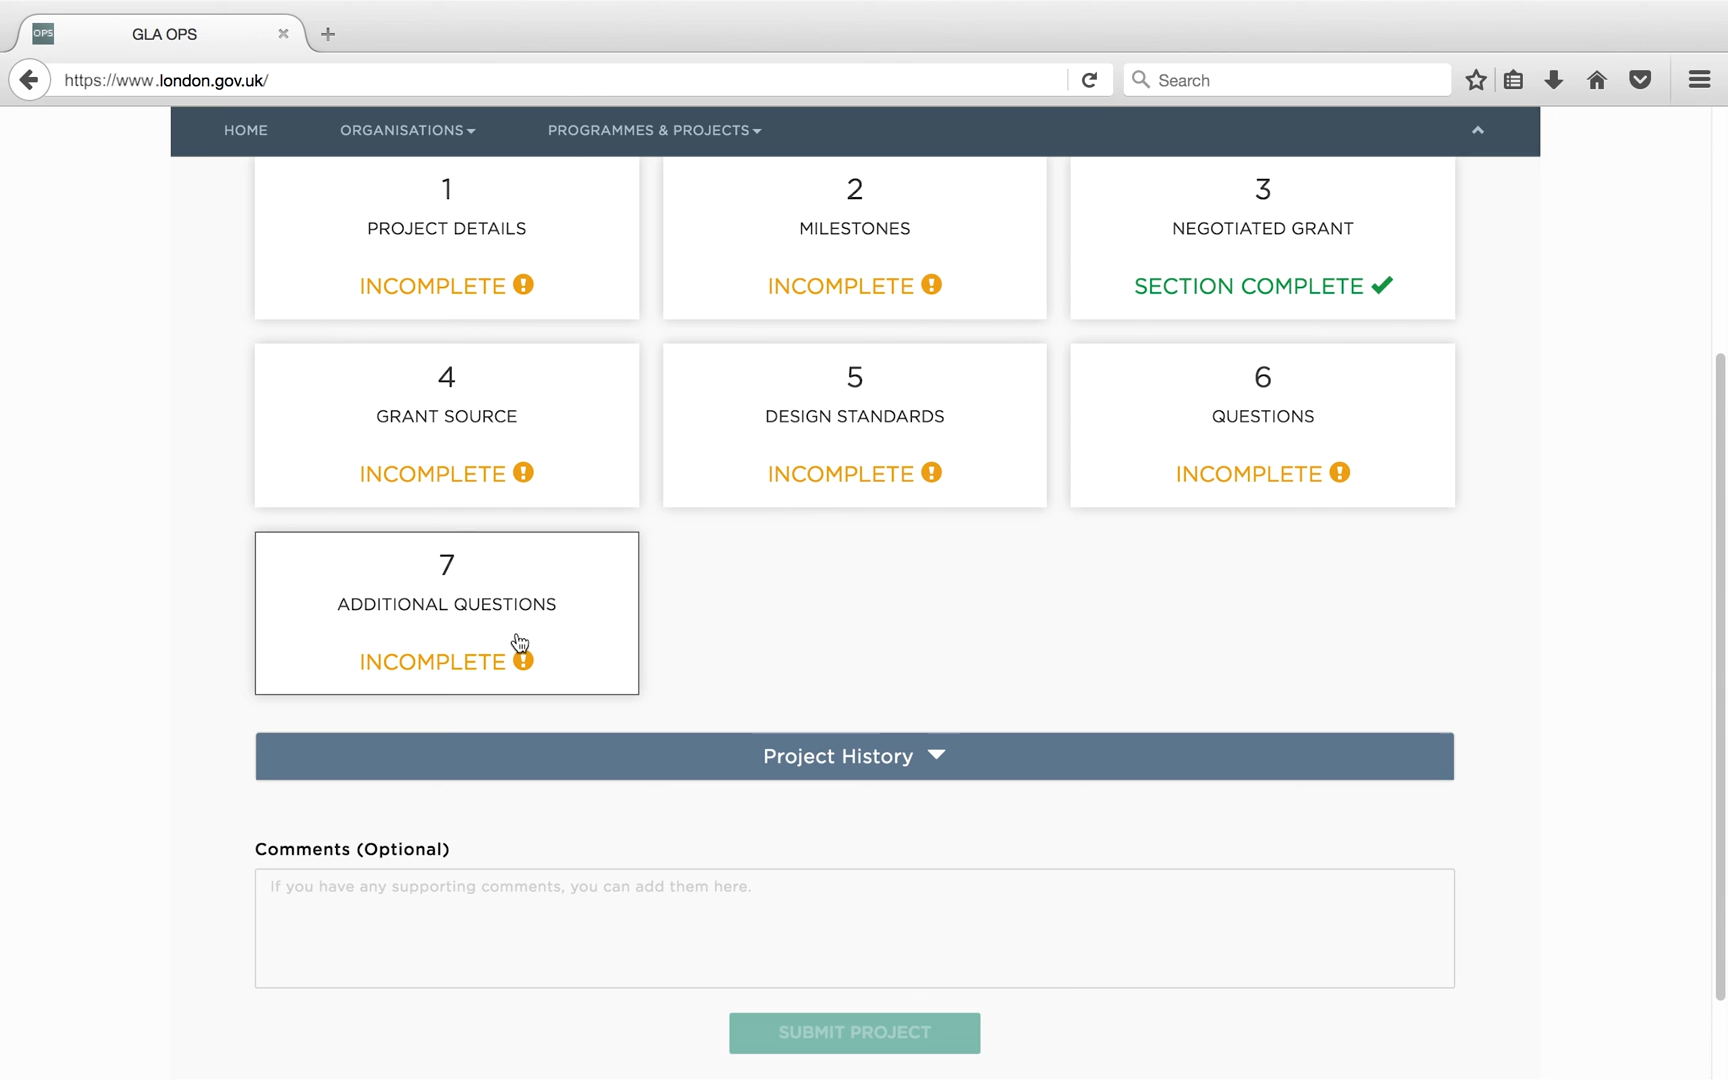 OPS
GLA OPS
https://www.london.gov.uk/
Search
HOME
ORGANISATIONS
PROGRAMMES & PROJECTS
1
PROJECT DETAILS
INCOMPLETE
2
MILESTONES
INCOMPLETE
3
NEGOTIATED GRANT
SECTION COMPLETE
4
GRANT SOURCE
INCOMPLETE
5
DESIGN STANDARDS
INCOMPLETE
6
QUESTIONS
INCOMPLETE
7
ADDITIONAL QUESTIONS
INCOMPLETE
Project History
Comments (Optional)
If you have any supporting comments, you can add them here.
SUBMIT PROJECT